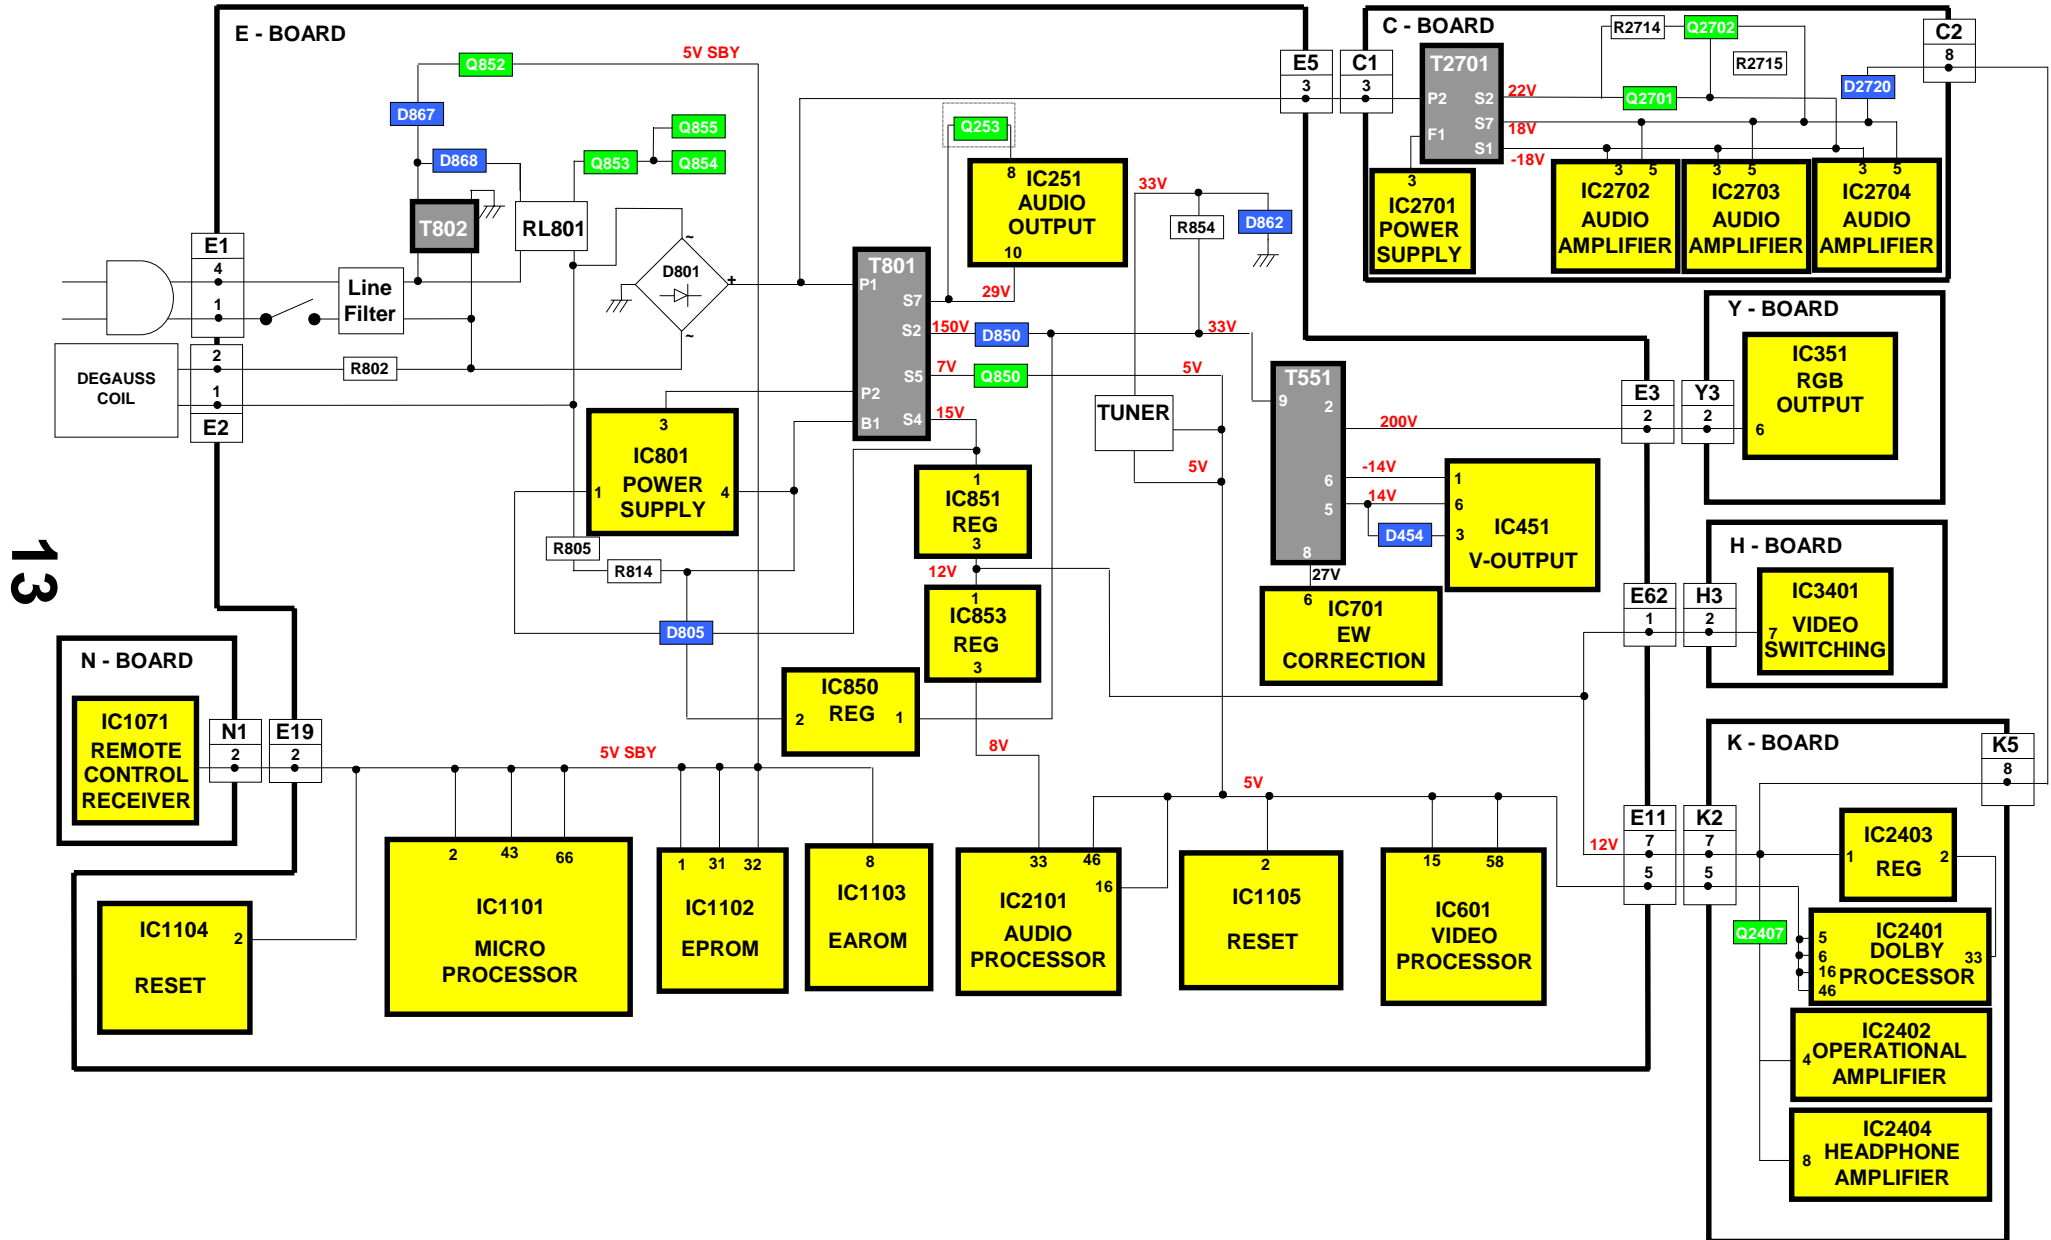 E - BOARD
5V SBY
Q852
D867
D868
Q855
Q853
Q854
T802
RL801
E1
4
1
Line
Filter
D801
~
+
~
DEGAUSS
COIL
2
1
E2
R802
Q253
8
IC251
AUDIO
OUTPUT
10
29V
T801
P1
S7
S2
S5
P2
B1
S4
150V
D850
7V
Q850
15V
33V
R854
D862
33V
5V
TUNER
5V
3
IC801
POWER
SUPPLY
1
4
R805
R814
D805
1
IC851
REG
3
12V
1
IC853
REG
3
IC850
REG
2
1
8V
T551
9
2
6
5
8
200V
-14V
14V
D454
27V
1
6
3
IC451
V-OUTPUT
6
IC701
EW
CORRECTION
E5
3
C1
3
C - BOARD
T2701
P2
S2
F1
S7
S1
22V
18V
-18V
R2714
Q2702
R2715
Q2701
D2720
C2
8
3
IC2701
POWER
SUPPLY
3
5
IC2702
AUDIO
AMPLIFIER
3
5
IC2703
AUDIO
AMPLIFIER
3
5
IC2704
AUDIO
AMPLIFIER
Y - BOARD
IC351
RGB
OUTPUT
6
E3
2
Y3
2
H - BOARD
IC3401
VIDEO
SWITCHING
7
E62
1
H3
2
13
N - BOARD
IC1071
REMOTE
CONTROL
RECEIVER
N1
2
E19
2
5V SBY
IC1104
2
RESET
2
43
66
IC1101
MICRO
PROCESSOR
1
31
32
IC1102
EPROM
8
IC1103
EAROM
33
46
16
IC2101
AUDIO
PROCESSOR
5V
2
IC1105
RESET
15
58
IC601
VIDEO
PROCESSOR
12V
E11
7
5
K2
7
5
K - BOARD
K5
8
IC2403
1
2
REG
Q2407
5
6
16
46
IC2401
DOLBY
PROCESSOR
33
IC2402
4
OPERATIONAL
AMPLIFIER
IC2404
8
HEADPHONE
AMPLIFIER